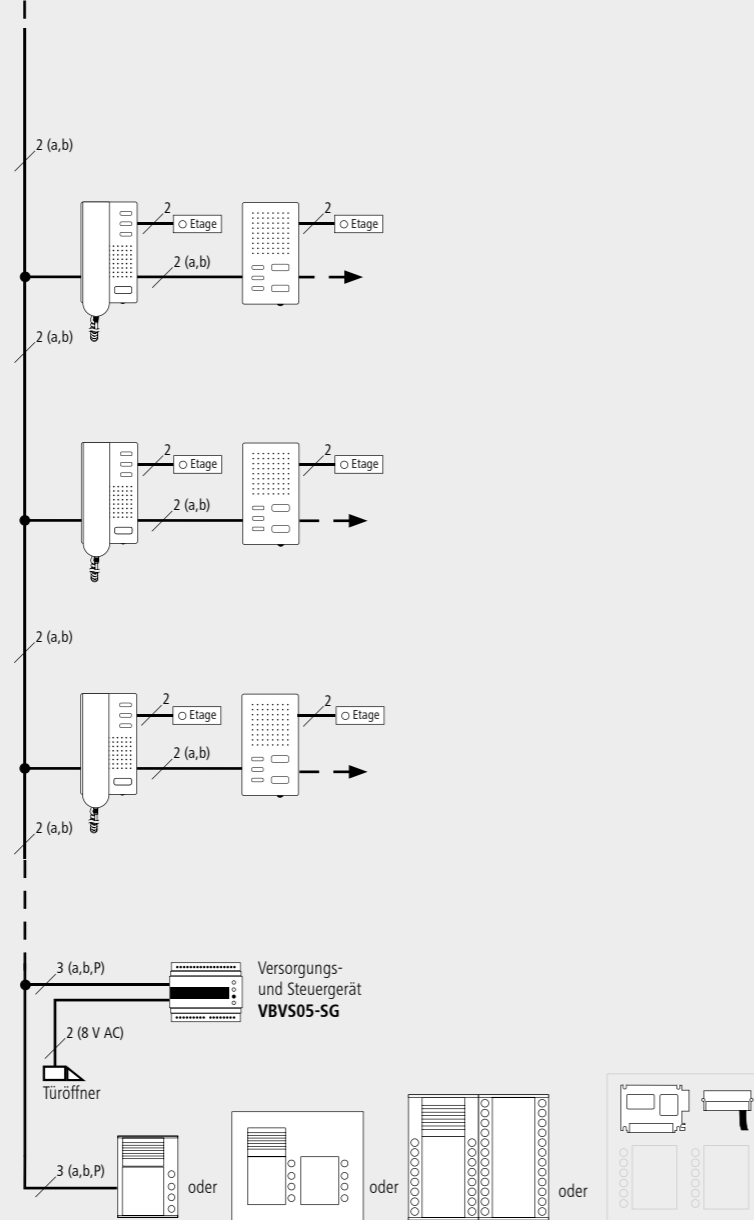 2 (a,b)
2
Etage
2
Etage
2 (a,b)
2 (a,b)
2
Etage
2
Etage
2 (a,b)
2 (a,b)
2
Etage
2
Etage
2 (a,b)
2 (a,b)
3 (a,b,P)
Versorgungs-
und Steuergerät
VBVS05-SG
2 (8 V AC)
Türöffner
3 (a,b,P)
oder
oder
oder